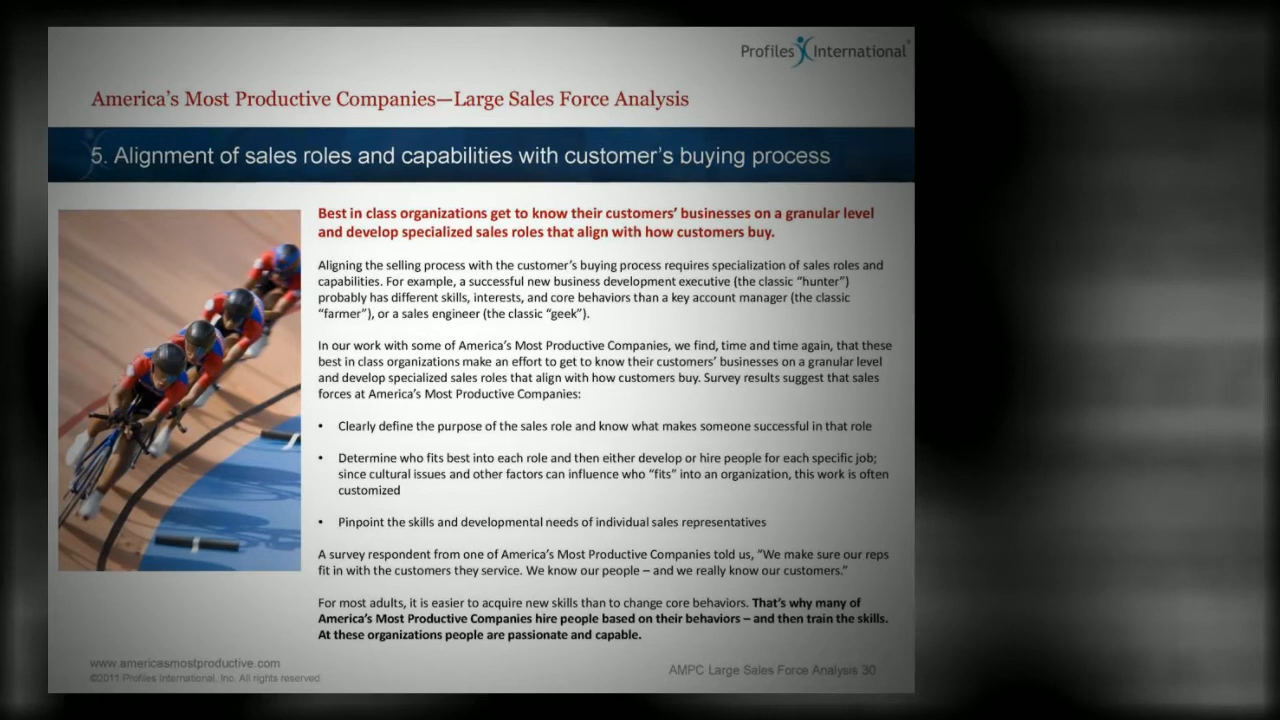 Profiles International
America's Most Productive Companies—Large Sales Force Analysis
5. Alignment of sales roles and capabilities with customer's buying process
Best in class organizations get to know their customers' businesses on a granular level
and develop specialized sales roles that align with how customers buy.
Aligning the selling process with the customer's buying process requires specialization of sales roles and
capabilities. For example, a successful new business development executive (the classic "hunter")
probably has different skills, interests, and core behaviors than a key account manager (the classic
"farmer"), or a sales engineer (the classic "geek").
In our work with some of America's Most Productive Companies, we find, time and time again, that these
best in class organizations make an effort to get to know their customers' businesses on a granular level
and develop specialized sales roles that align with how customers buy. Survey results suggest that sales
forces at America's Most Productive Companies:
• Clearly define the purpose of the sales role and know what makes someone successful in that role
• Determine who fits best into each role and then either develop or hire people for each specific job;
since cultural issues and other factors can influence who "fits" into an organization, this work is often
customized
• Pinpoint the skills and developmental needs of individual sales representatives
A survey respondent from one of America's Most Productive Companies told us, "We make sure our reps
fit in with the customers they service. We know our people – and we really know our customers."
For most adults, it is easier to acquire new skills than to change core behaviors. That's why many of
America's Most Productive Companies hire people based on their behaviors – and then train the skills.
At these organizations people are passionate and capable.
www.americasmostproductive.com
©2011 Profiles International, Inc. All rights reserved
AMPC Large Sales Force Analysis 30